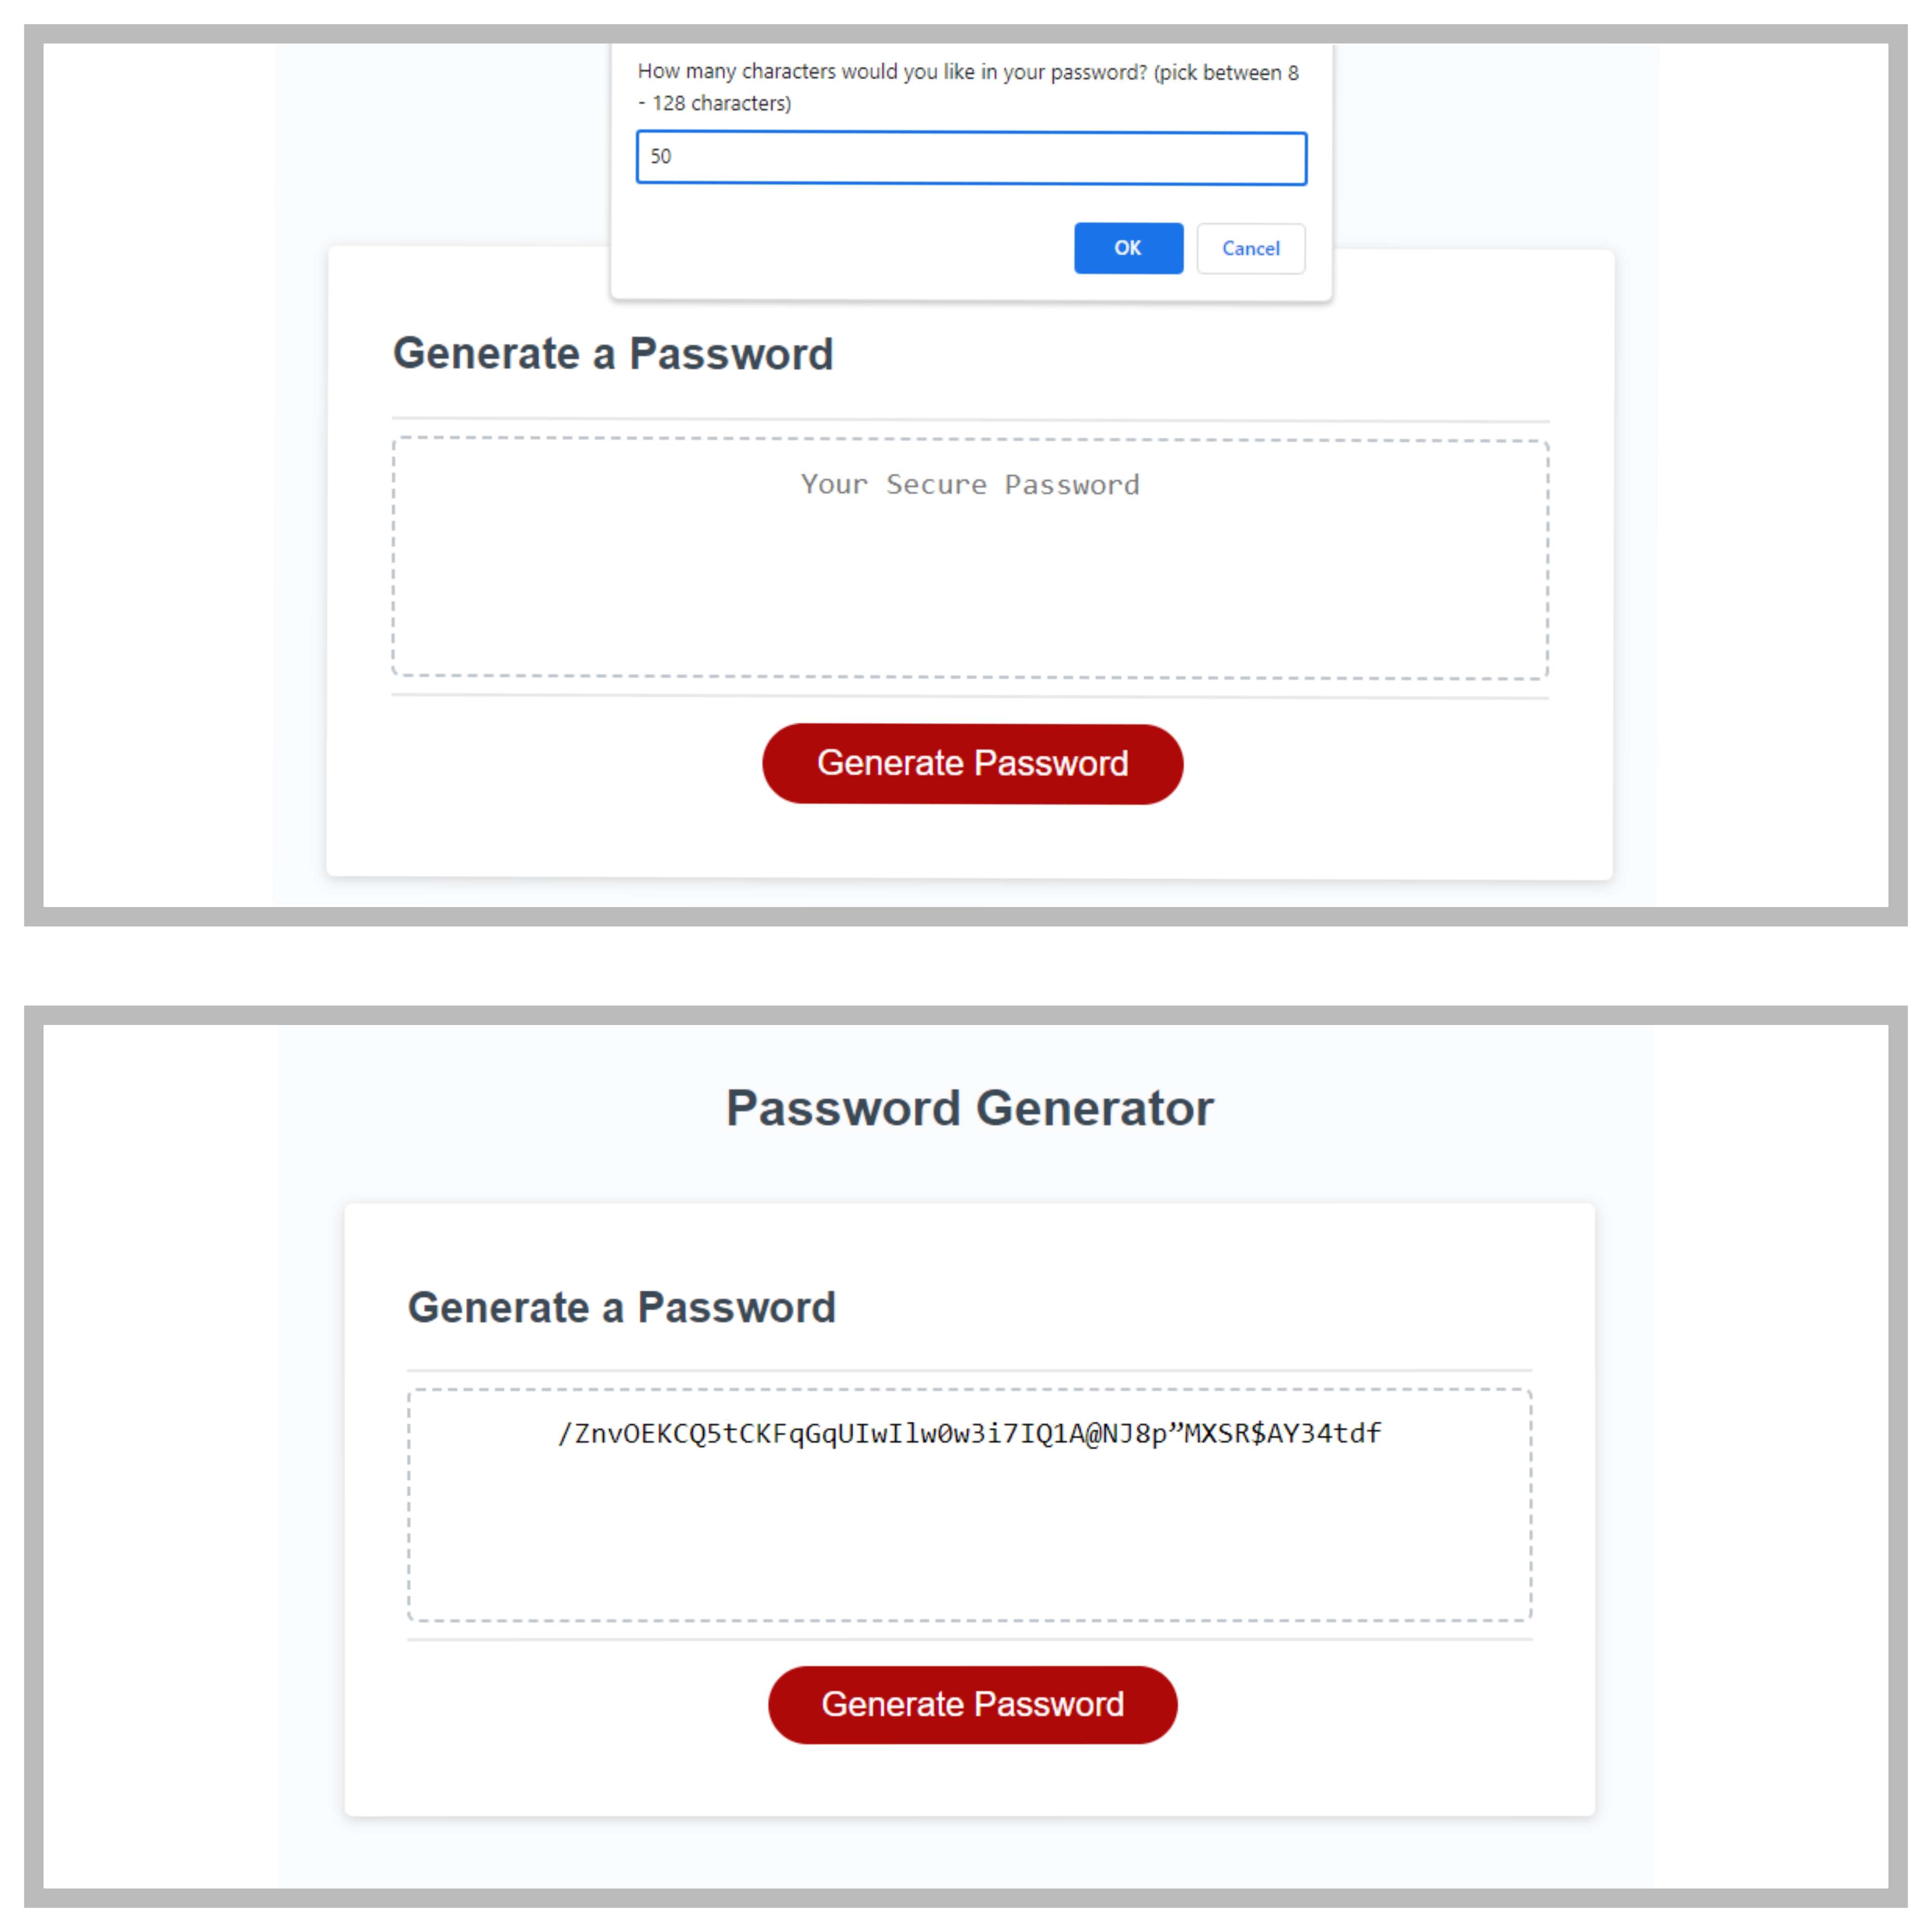 How many characters would you like in your password? (pick between 8
- 128 characters)
50
OK Cancel
Generate a Password
Your Secure Password
Generate Password
Password Generator
Generate a Password
/ZnvOEKCQ5tCKFqGqUIwIlw0w3i7IQ1A@NJ8p”MXSR$AY34tdf
Generate Password